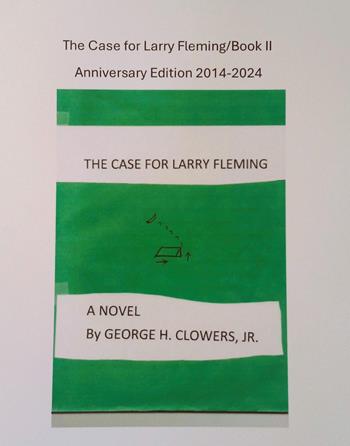 The Case for Larry Fleming/Book II
Anniversary Edition 2014-2024
THE CASE FOR LARRY FLEMING
A NOVEL
By GEORGE H. CLOWERS, JR.